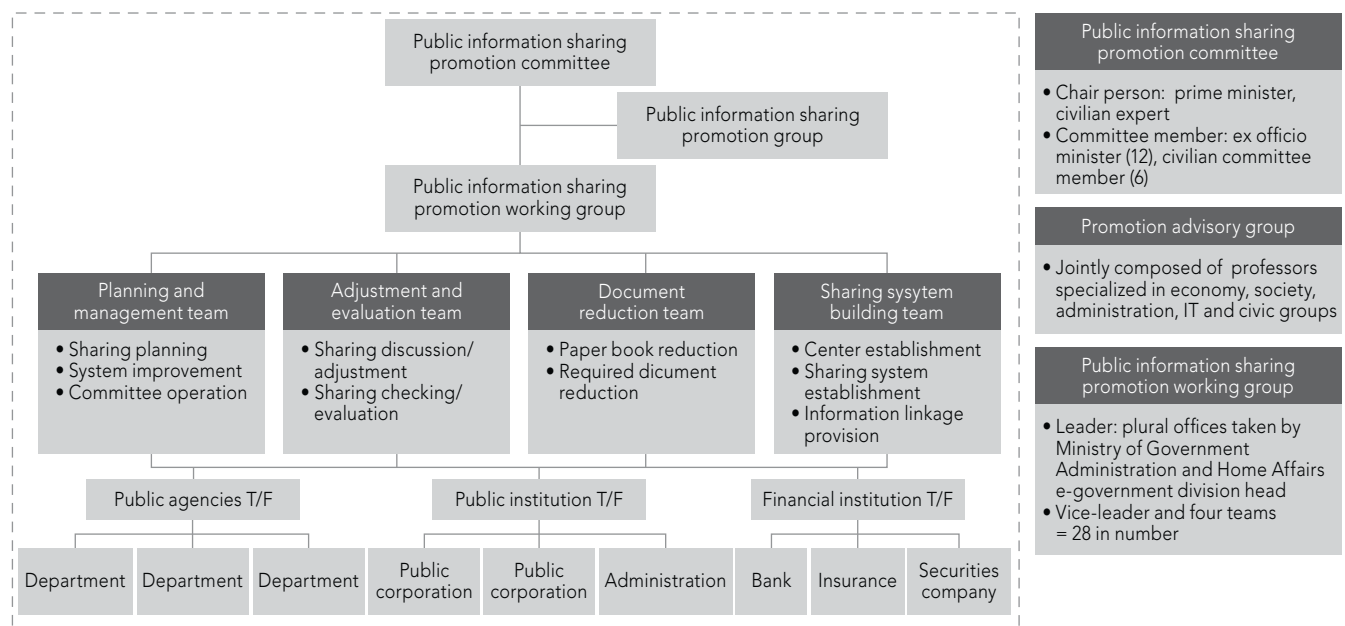 Public information sharing
promotion committee
Public information sharing
promotion group
Public information sharing
promotion working group
Planning and
management team
• Sharing planning
• System improvement
• Committee operation
Adjustment and
evaluation team
• Sharing discussion/
adjustment
• Sharing checking/
evaluation
Document
reduction team
• Paper book reduction
• Required dicument
reduction
Sharing sysytem
building team
• Center establishment
• Sharing system
establishment
• Information linkage
provision
Public agencies T/F
Public institution T/F
Financial institution T/F
Department
Department
Department
Public
corporation
Public
corporation
Administration
Bank
Insurance
Securities
company
Public information sharing
promotion committee
• Chair person: prime minister,
civilian expert
• Committee member: ex officio
minister (12), civilian committee
member (6)
Promotion advisory group
• Jointly composed of professors
specialized in economy, society,
administration, IT and civic groups
Public information sharing
promotion working group
• Leader: plural offices taken by
Ministry of Government
Administration and Home Affairs
e-government division head
• Vice-leader and four teams
= 28 in number